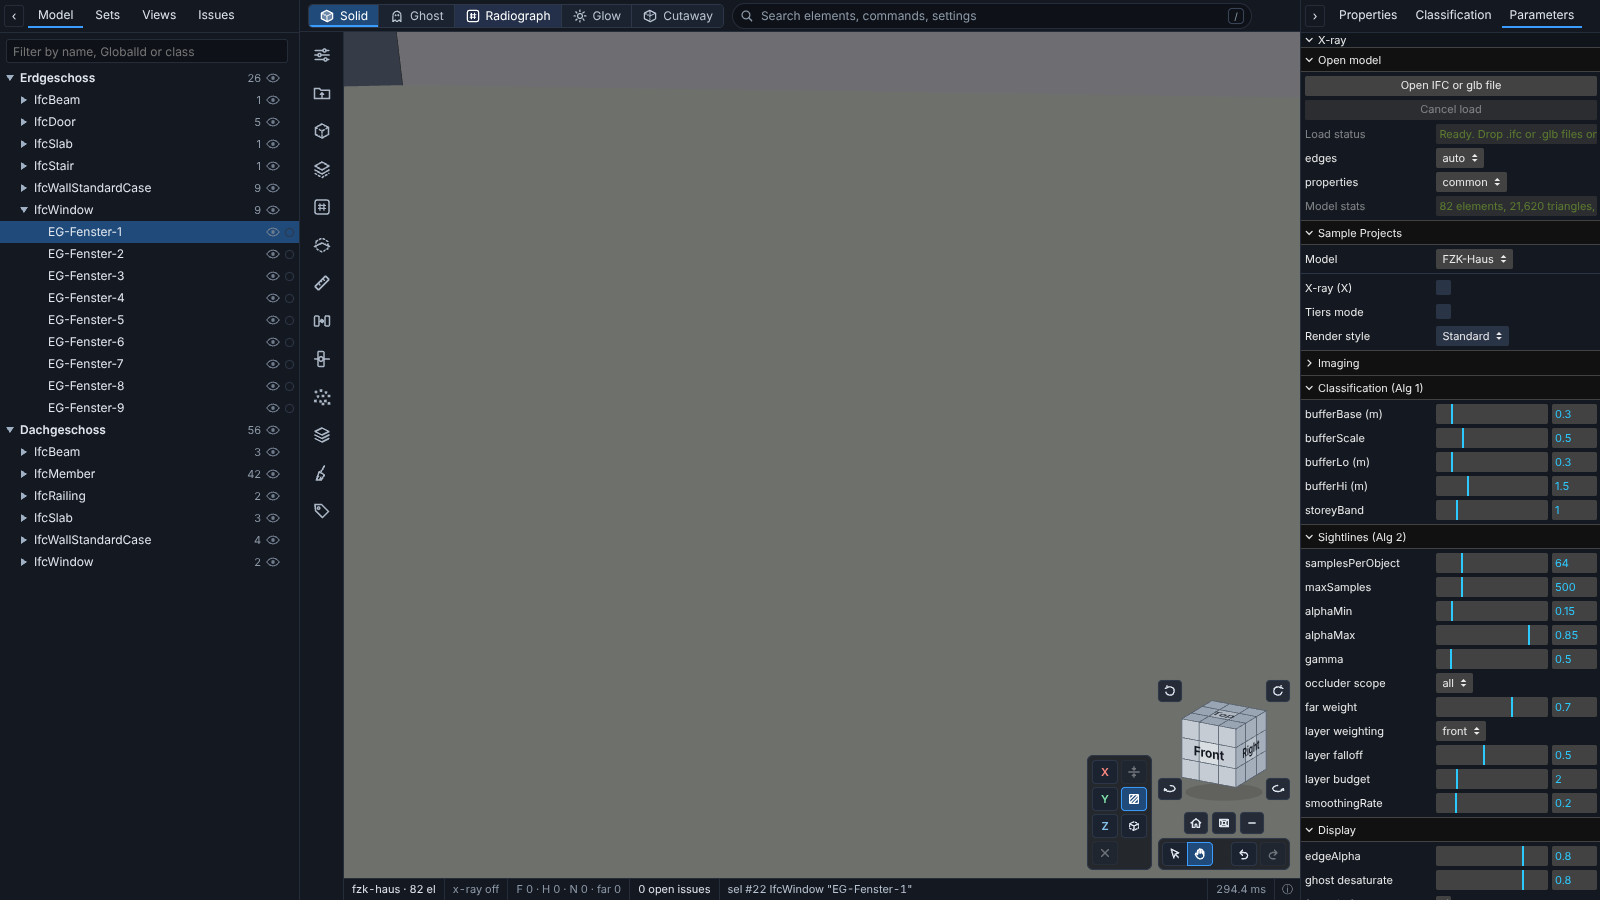 Model Sets Views Issues
Solid Ghost Radiograph Glow Cutaway
Search elements, commands, settings /
Properties Classification Parameters
Filter by name, GlobalId or class
Erdgeschoss 26
IfcBeam 1
IfcDoor 5
IfcSlab 1
IfcStair 1
IfcWallStandardCase 9
IfcWindow 9
EG-Fenster-1
EG-Fenster-2
EG-Fenster-3
EG-Fenster-4
EG-Fenster-5
EG-Fenster-6
EG-Fenster-7
EG-Fenster-8
EG-Fenster-9
Dachgeschoss 56
IfcBeam 3
IfcMember 42
IfcRailing 2
IfcSlab 3
IfcWallStandardCase 4
IfcWindow 2
Top
Front
Right
X
Y
Z
fzk-haus · 82 el x-ray off F 0 · H 0 · N 0 · far 0 0 open issues sel #22 IfcWindow "EG-Fenster-1" 294.4 ms
X-ray
Open model
Open IFC or glb file
Cancel load
Load status Ready. Drop .ifc or .glb files or
edges auto
properties common
Model stats 82 elements, 21,620 triangles,
Sample Projects
Model FZK-Haus
X-ray (X)
Tiers mode
Render style Standard
Imaging
Classification (Alg 1)
bufferBase (m) 0.3
bufferScale 0.5
bufferLo (m) 0.3
bufferHi (m) 1.5
storeyBand 1
Sightlines (Alg 2)
samplesPerObject 64
maxSamples 500
alphaMin 0.15
alphaMax 0.85
gamma 0.5
occluder scope all
far weight 0.7
layer weighting front
layer falloff 0.5
layer budget 2
smoothingRate 0.2
Display
edgeAlpha 0.8
ghost desaturate 0.8